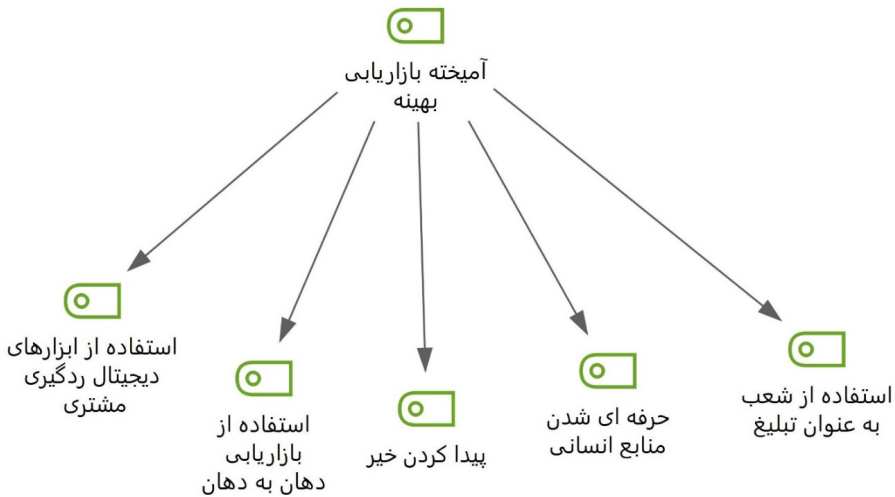 آمیخته بازاریابی
بهینه
استفاده از ابزارهای
دیجیتال ردگیری
مشتری
استفاده از
بازاریابی
دهان به دهان
پیدا کردن خیر
حرفه ای شدن
منابع انسانی
استفاده از شعب
به عنوان تبلیغ